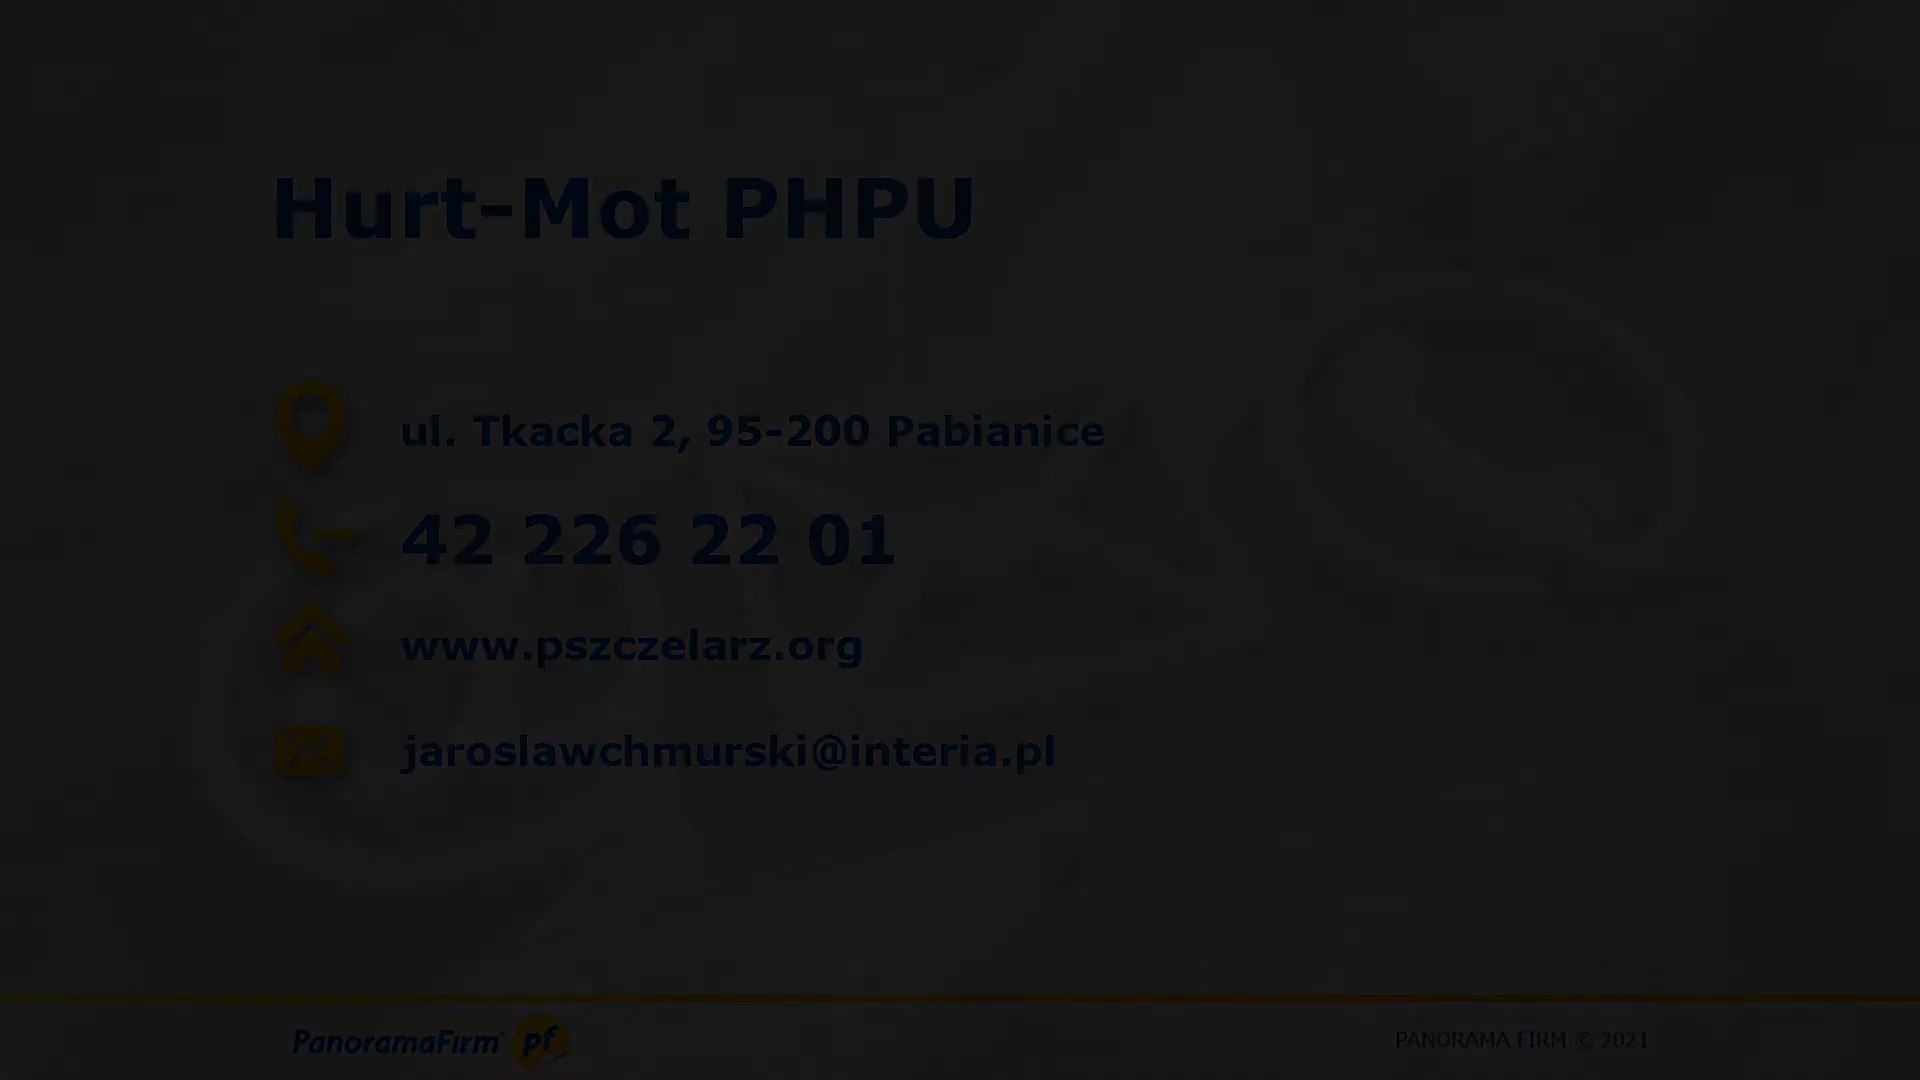 Hurt-Mot PHPU
ul. Tkacka 2, 95-200 Pabianice
42 226 22 01
www.pszczelarz.org
jaroslawchmurski@interia.pl
PanoramaFirm pf
PANORAMA FIRM © 2021